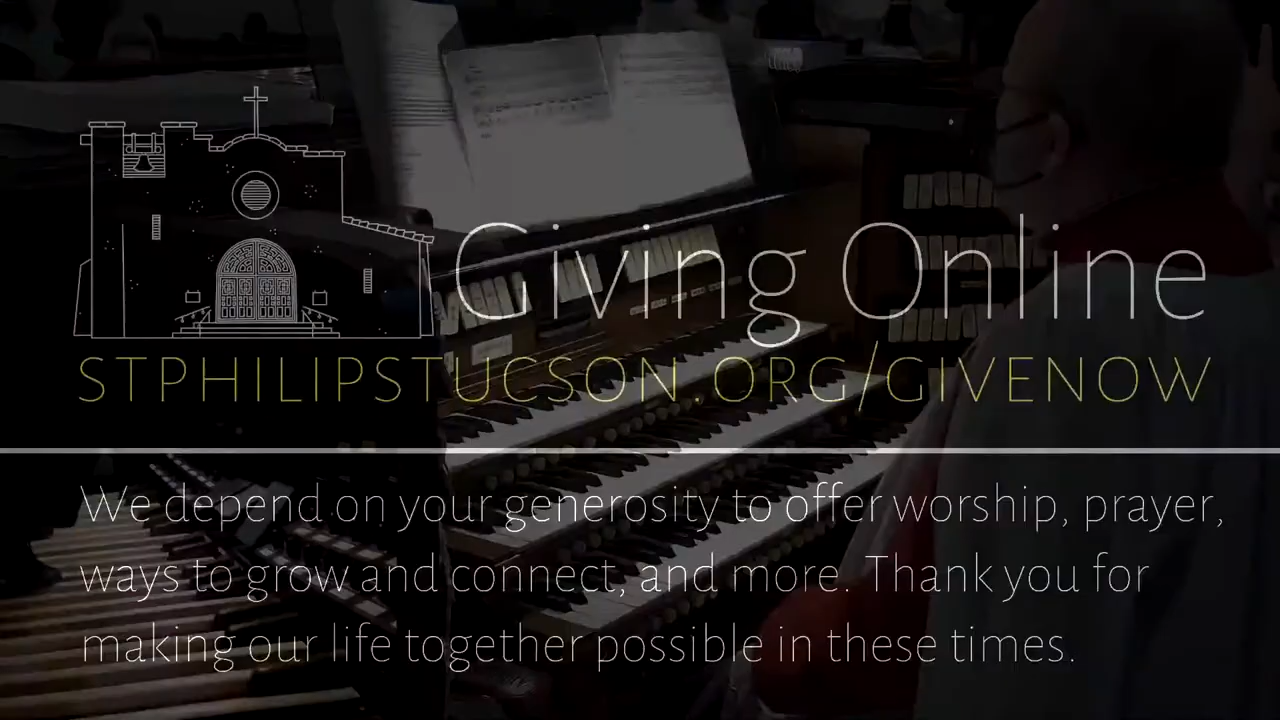 Giving Online
STPHILIPSTUCSON.ORG/GIVENOW
We depend on your generosity to offer worship, prayer,
ways to grow and connect, and more. Thank you for
making our life together possible in these times.